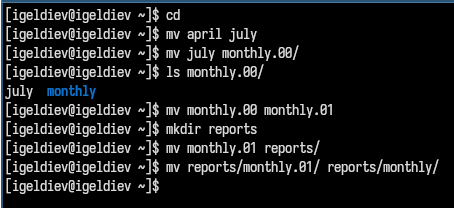 [igeldiev@igeldiev ~]$ cd
[igeldiev@igeldiev ~]$ mv april july
[igeldiev@igeldiev ~]$ mv july monthly.00/
[igeldiev@igeldiev ~]$ ls monthly.00/
july  monthly
[igeldiev@igeldiev ~]$ mv monthly.00 monthly.01
[igeldiev@igeldiev ~]$ mkdir reports
[igeldiev@igeldiev ~]$ mv monthly.01 reports/
[igeldiev@igeldiev ~]$ mv reports/monthly.01/ reports/monthly/
[igeldiev@igeldiev ~]$